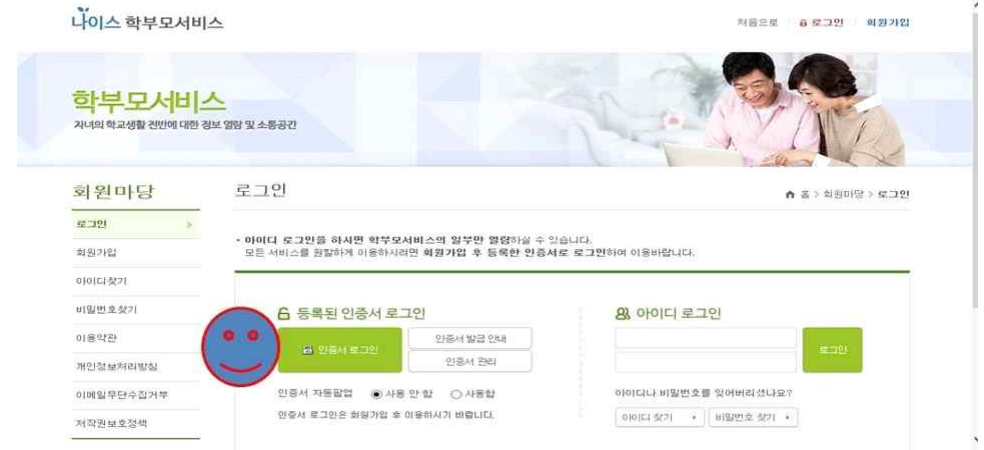 나이스 학부모서비스
처음으로 로그인 회원가입
학부모서비스
자녀의 학교생활 전반에 대한 정보 열람 및 소통공간
회원마당
로그인 >
회원가입
아이디찾기
비밀번호찾기
이용약관
개인정보처리방침
이메일무단수집거부
저작권보호정책
로그인
홈 > 회원마당 > 로그인
• 아이디 로그인을 하시면 학부모서비스의 일부만 열람하실 수 있습니다.
모든 서비스를 원활하게 이용하시려면 회원가입 후 등록한 인증서로 로그인하여 이용바랍니다.
등록된 인증서 로그인
인증서 로그인
인증서 발급 안내
인증서 관리
인증서 자동팝업 사용 안 함 사용함
인증서 로그인은 회원가입 후 이용하시기 바랍니다.
아이디 로그인
로그인
아이디나 비밀번호를 잊어버리셨나요?
아이디 찾기 비밀번호 찾기